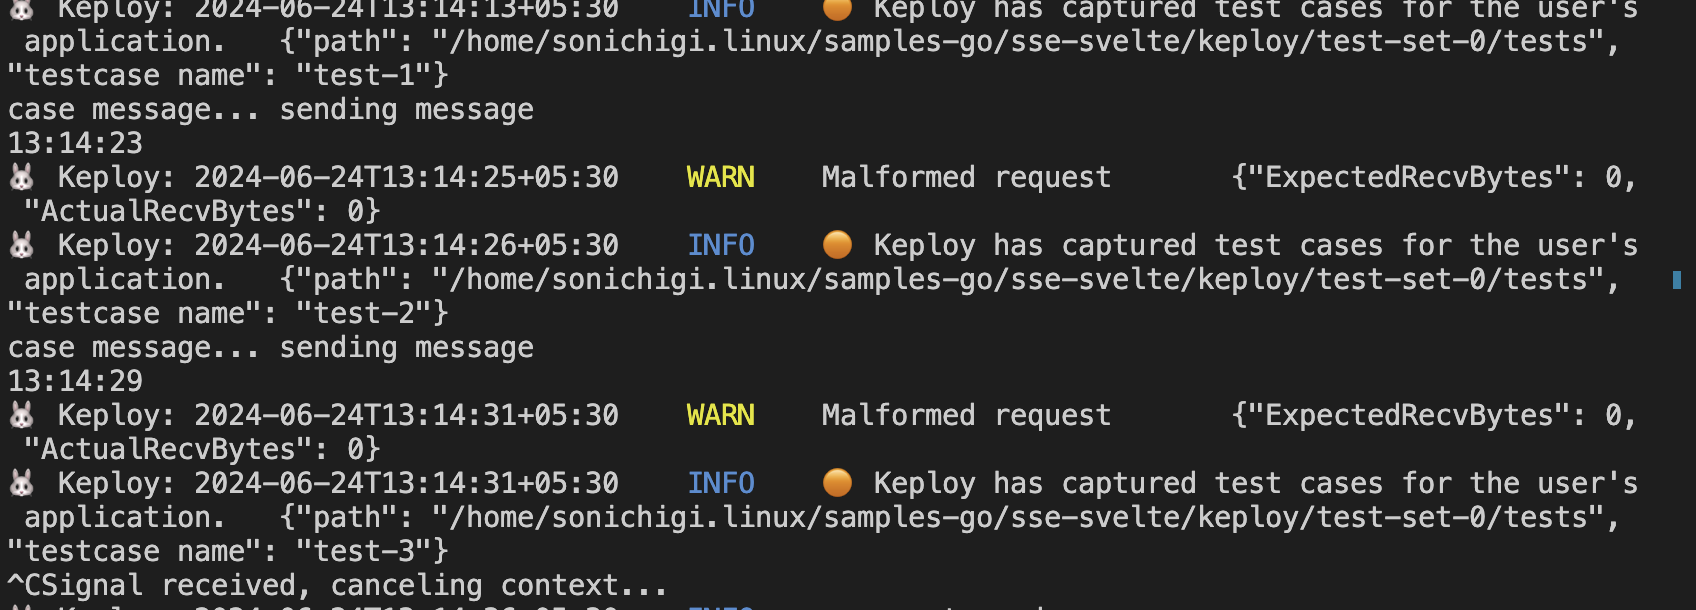 Keploy: 2024-06-24T13:14:13+05:30 INFO Keploy has captured test cases for the user's
application. {"path": "/home/sonichigi.linux/samples-go/sse-svelte/keploy/test-set-0/tests",
"testcase name": "test-1"}
case message... sending message
13:14:23
Keploy: 2024-06-24T13:14:25+05:30 WARN Malformed request {"ExpectedRecvBytes": 0,
"ActualRecvBytes": 0}
Keploy: 2024-06-24T13:14:26+05:30 INFO 🟠 Keploy has captured test cases for the user's
application. {"path": "/home/sonichigi.linux/samples-go/sse-svelte/keploy/test-set-0/tests",
"testcase name": "test-2"}
case message... sending message
13:14:29
Keploy: 2024-06-24T13:14:31+05:30 WARN Malformed request {"ExpectedRecvBytes": 0,
"ActualRecvBytes": 0}
Keploy: 2024-06-24T13:14:31+05:30 INFO 🟠 Keploy has captured test cases for the user's
application. {"path": "/home/sonichigi.linux/samples-go/sse-svelte/keploy/test-set-0/tests",
"testcase name": "test-3"}
^CSignal received, canceling context...